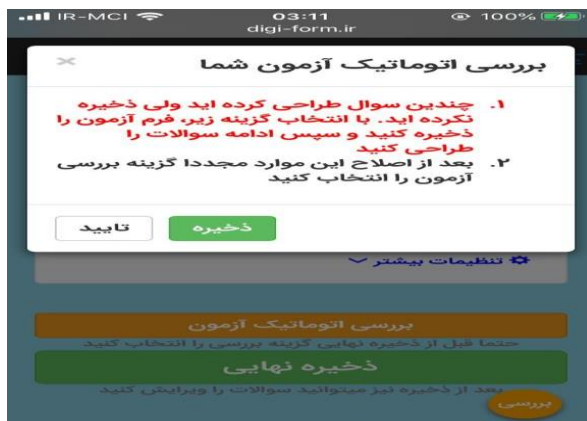 IR-MCI 03:11 100%
digi-form.ir
بررسی اتوماتیک آزمون شما ×
۱. چندین سوال طراحی کرده اید ولی ذخیره
نکرده اید. با انتخاب گزینه زیر، فرم آزمون را
ذخیره کنید و سپس ادامه سوالات را
طراحی کنید
۲. بعد از اصلاح این موارد مجددا گزینه بررسی
آزمون را انتخاب کنید
ذخیره تایید
تنظیمات بیشتر
بررسی اتوماتیک آزمون
حتما قبل از ذخیره نهایی گزینه بررسی را انتخاب کنید
ذخیره نهایی
بعد از ذخیره نیز میتوانید سوالات را ویرایش کنید
بررسی